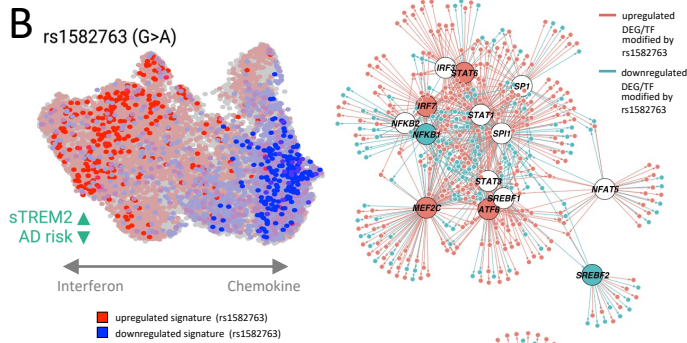 B
rs1582763 (G>A)
sTREM2 ▲
AD risk ▼
Interferon
Chemokine
upregulated signature (rs1582763)
downregulated signature (rs1582763)
IRF3
STAT6
SP1
IRF7
STAT1
NFKB2
NFKB1
SPI1
STAT3
NFAT5
SREBF1
MEF2C
ATF6
SREBF2
upregulated
DEG/TF
modified by
rs1582763
downregulated
DEG/TF
modified by
rs1582763